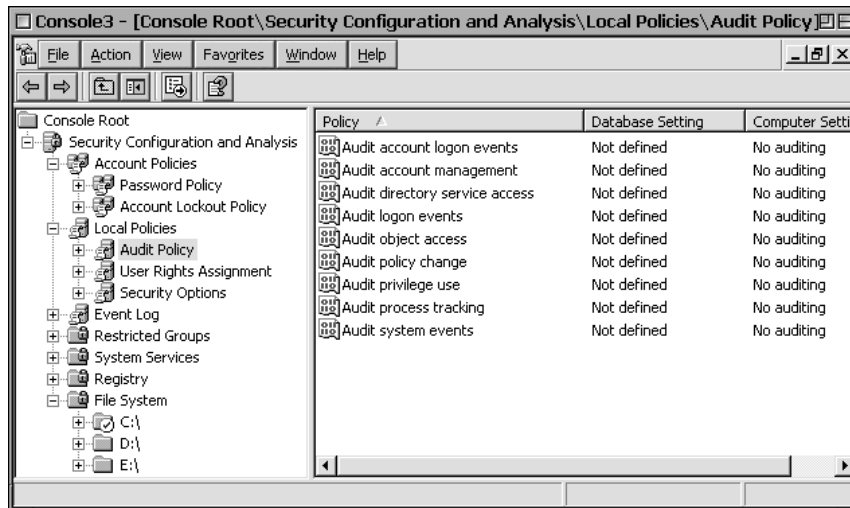 Console3 - [Console Root\Security Configuration and Analysis\Local Policies\Audit Policy]
File Action View Favorites Window Help
Console Root
Security Configuration and Analysis
Account Policies
Password Policy
Account Lockout Policy
Local Policies
Audit Policy
User Rights Assignment
Security Options
Event Log
Restricted Groups
System Services
Registry
File System
C:\
D:\
E:\
Policy Database Setting Computer Setti
Audit account logon events Not defined No auditing
Audit account management Not defined No auditing
Audit directory service access Not defined No auditing
Audit logon events Not defined No auditing
Audit object access Not defined No auditing
Audit policy change Not defined No auditing
Audit privilege use Not defined No auditing
Audit process tracking Not defined No auditing
Audit system events Not defined No auditing